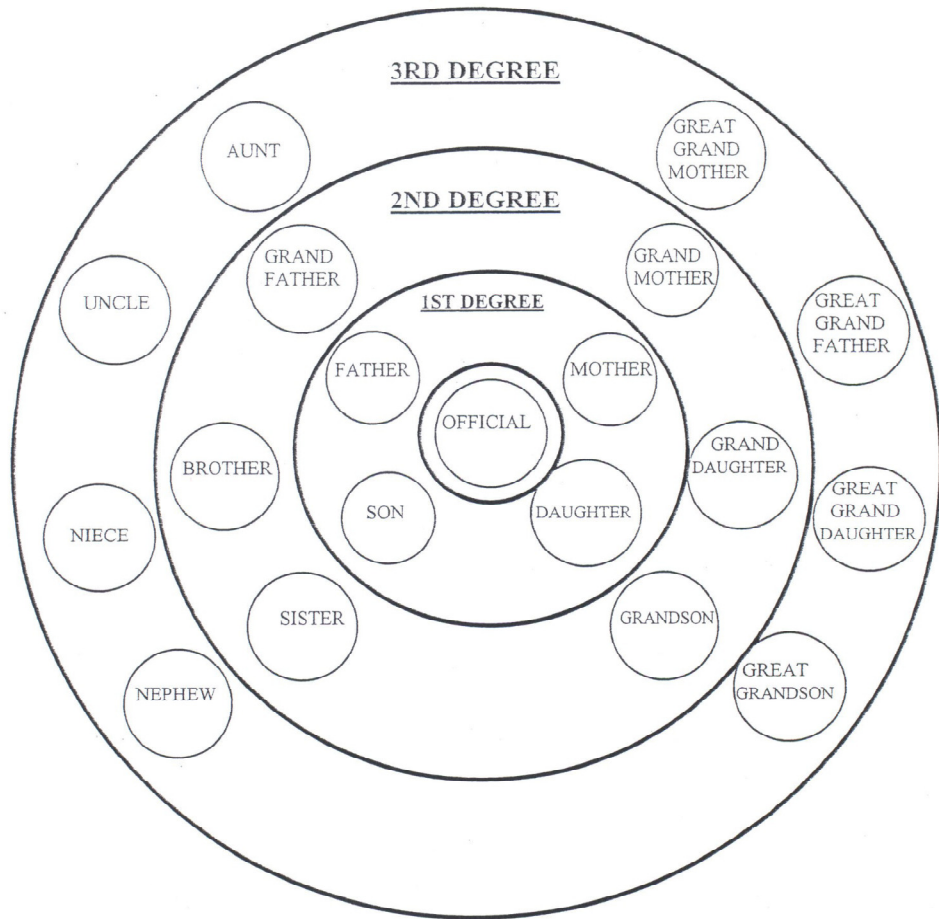 3RD DEGREE
AUNT
GREAT
GRAND
MOTHER
2ND DEGREE
GRAND
FATHER
GRAND
MOTHER
UNCLE
GREAT
GRAND
FATHER
1ST DEGREE
FATHER
MOTHER
OFFICIAL
BROTHER
GRAND
DAUGHTER
SON
DAUGHTER
NIECE
GREAT
GRAND
DAUGHTER
SISTER
GRANDSON
NEPHEW
GREAT
GRANDSON